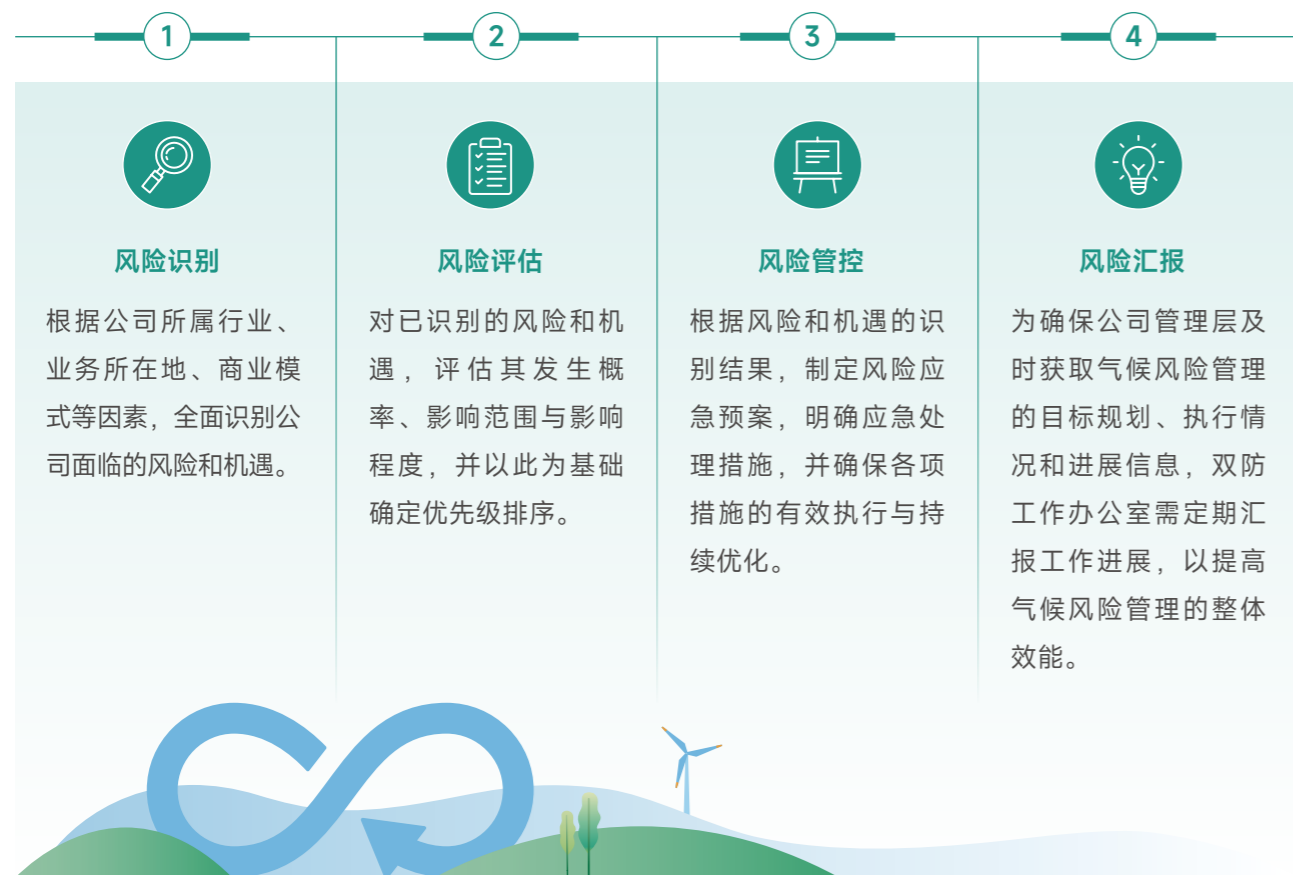 1
风险识别
根据公司所属行业、
业务所在地、商业模
式等因素，全面识别公
司面临的风险和机遇。
2
风险评估
对已识别的风险和机
遇，评估其发生概
率、影响范围与影响
程度，并以此为基础
确定优先级排序。
3
风险管控
根据风险和机遇的识
别结果，制定风险应
急预案，明确应急处
理措施，并确保各项
措施的有效执行与持
续优化。
4
风险汇报
为确保公司管理层及
时获取气候风险管理
的目标规划、执行情
况和进展信息，双防
工作办公室需定期汇
报工作进展，以提高
气候风险管理的整体
效能。